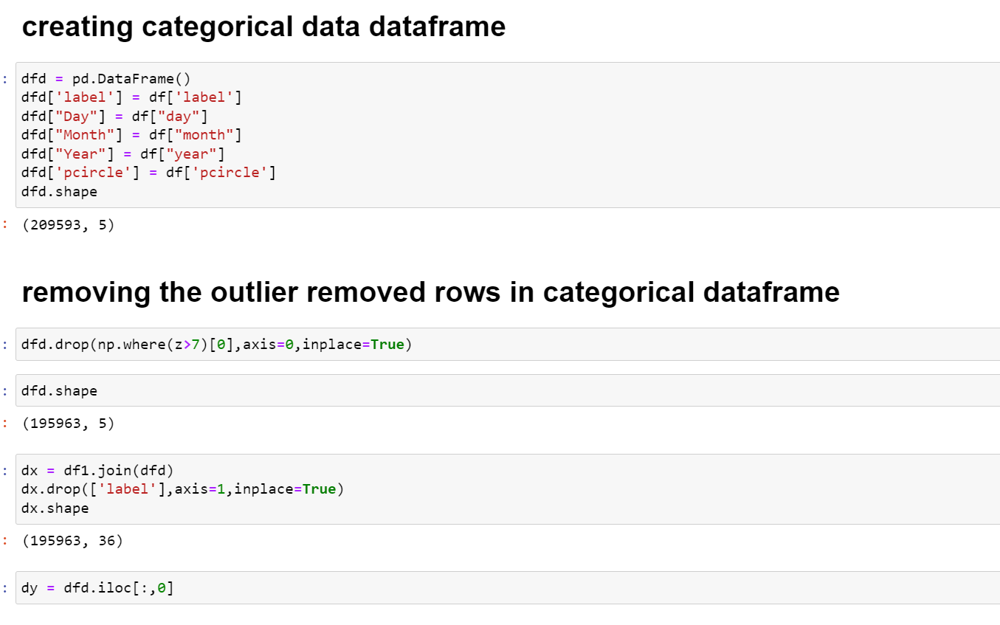 creating categorical data dataframe
: dfd = pd.DataFrame()
dfd['label'] = df['label']
dfd["Day"] = df["day"]
dfd["Month"] = df["month"]
dfd["Year"] = df["year"]
dfd['pcircle'] = df['pcircle']
dfd.shape
: (209593, 5)
removing the outlier removed rows in categorical dataframe
: dfd.drop(np.where(z>7)[0],axis=0,inplace=True)
: dfd.shape
: (195963, 5)
: dx = df1.join(dfd)
dx.drop(['label'],axis=1,inplace=True)
dx.shape
: (195963, 36)
: dy = dfd.iloc[:,0]